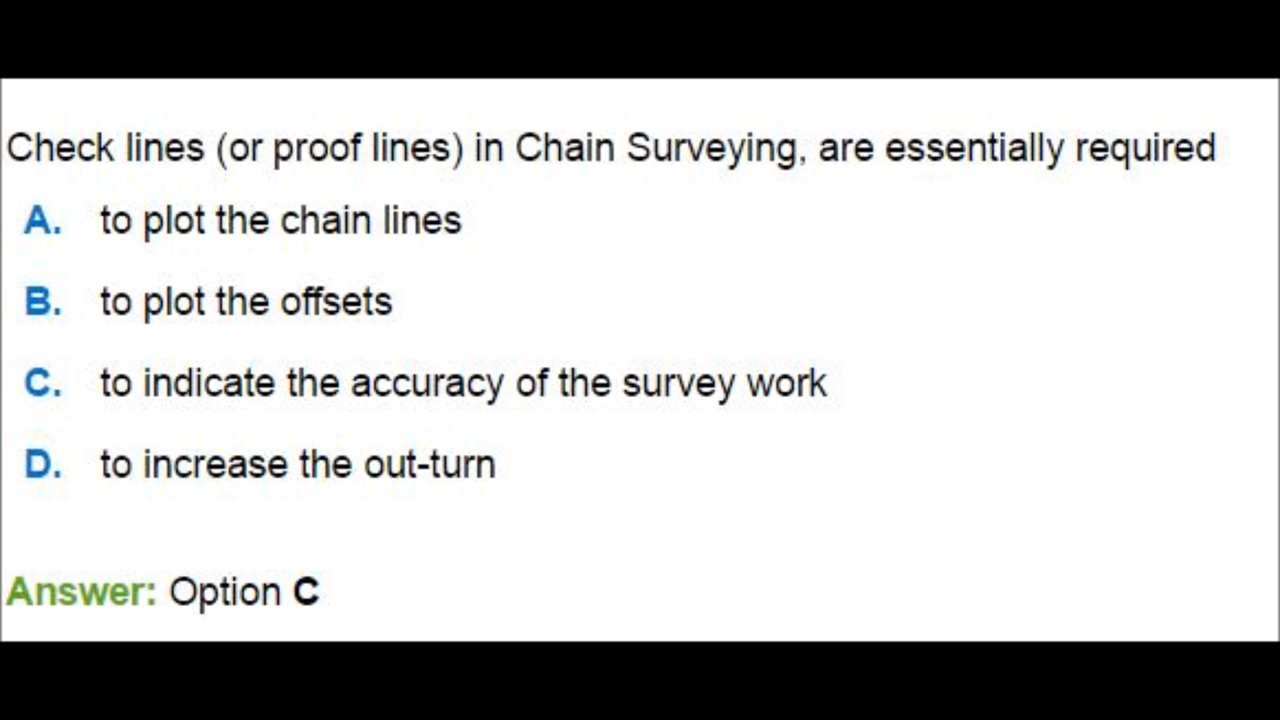 Check lines (or proof lines) in Chain Surveying, are essentially required
A. to plot the chain lines
B. to plot the offsets
C. to indicate the accuracy of the survey work
D. to increase the out-turn
Answer: Option C